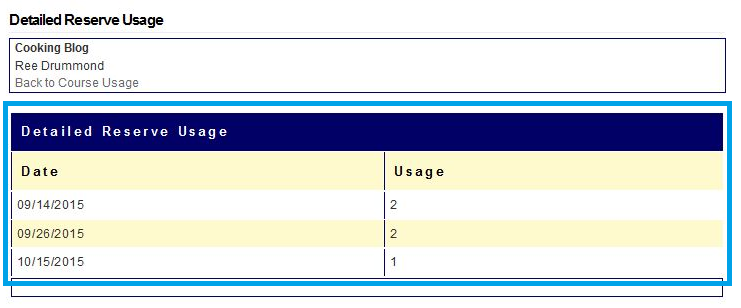 Detailed Reserve Usage
Cooking Blog
Ree Drummond
Back to Course Usage
Detailed Reserve Usage
Date Usage
09/14/2015 2
09/26/2015 2
10/15/2015 1